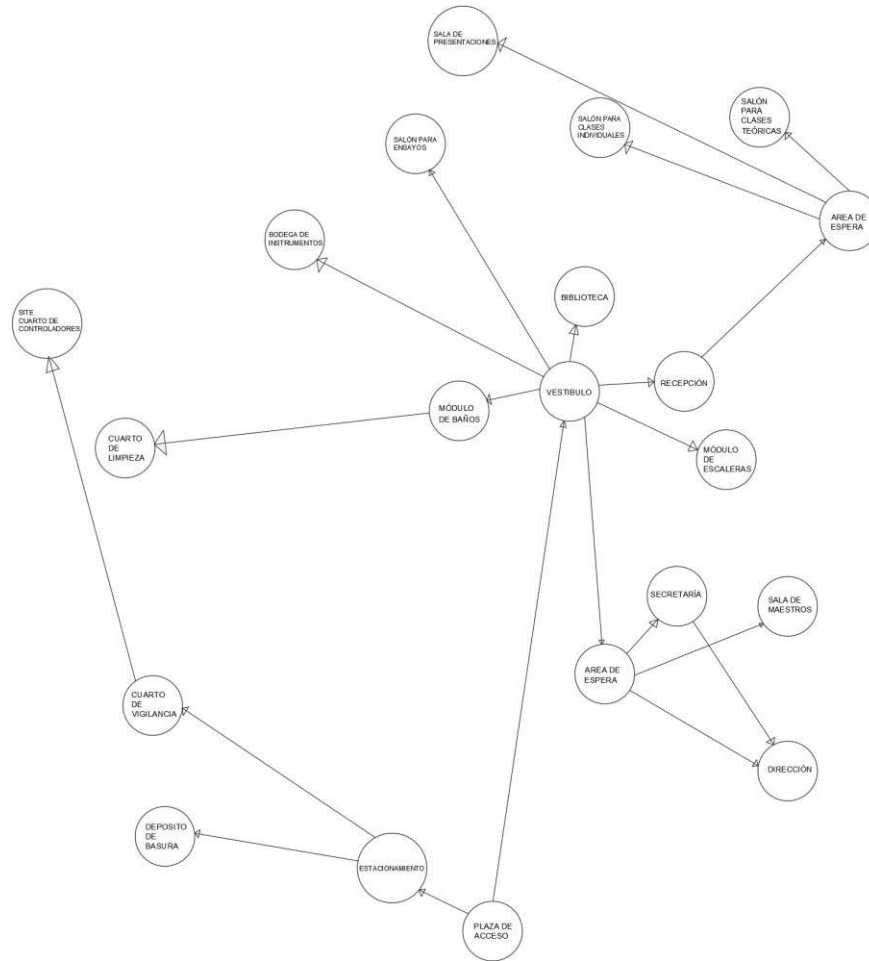 SALA DE
PRESENTACIONES
SALÓN PARA
CLASES
INDIVIDUALES
SALÓN
PARA
CLASES
TEÓRICAS
SALÓN PARA
ENSAYOS
AREA DE
ESPERA
BODEGA DE
INSTRUMENTOS
BIBLIOTECA
SITE
CUARTO DE
CONTROLADORES
VESTIBULO
RECEPCIÓN
MÓDULO
DE BAÑOS
CUARTO
DE
LIMPIEZA
MÓDULO
DE
ESCALERAS
SECRETARÍA
SALA DE
MAESTROS
AREA DE
ESPERA
CUARTO
DE
VIGILANCIA
DIRECCIÓN
DEPOSITO
DE
BASURA
ESTACIONAMIENTO
PLAZA DE
ACCESO